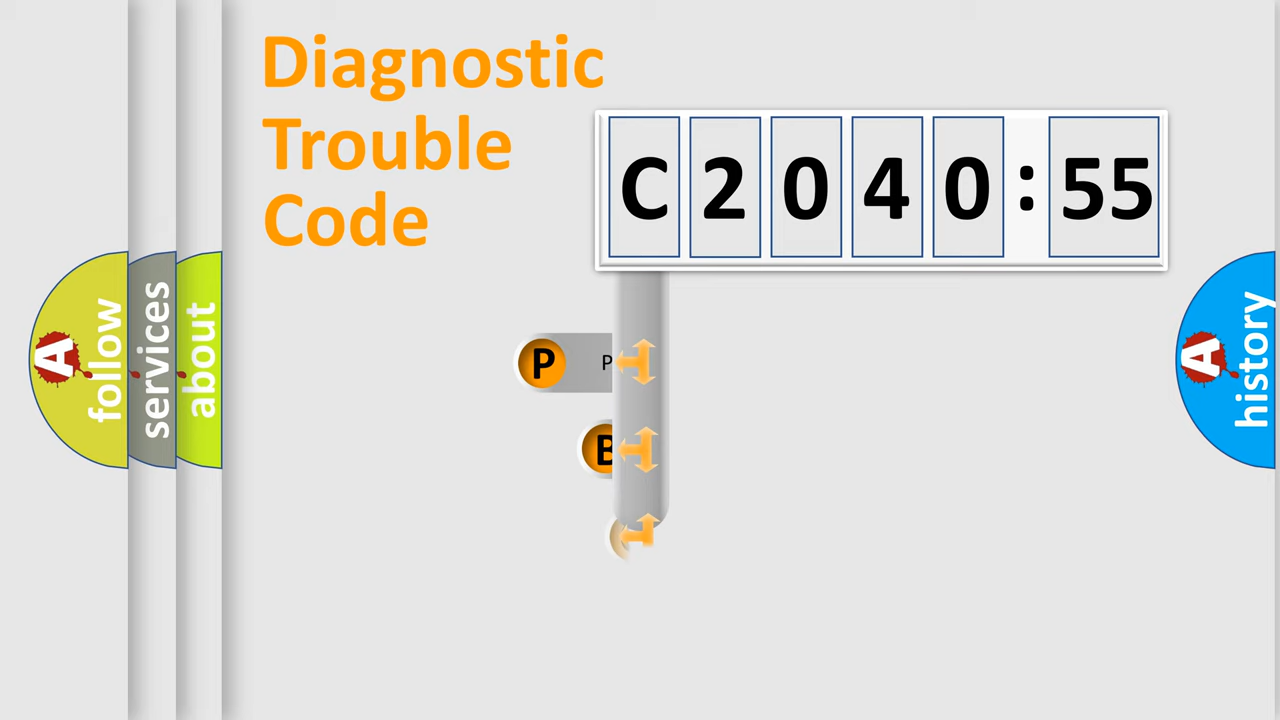 Diagnostic
Trouble
Code
C2040:55
P
P
B
A
follow
services
about
A
history